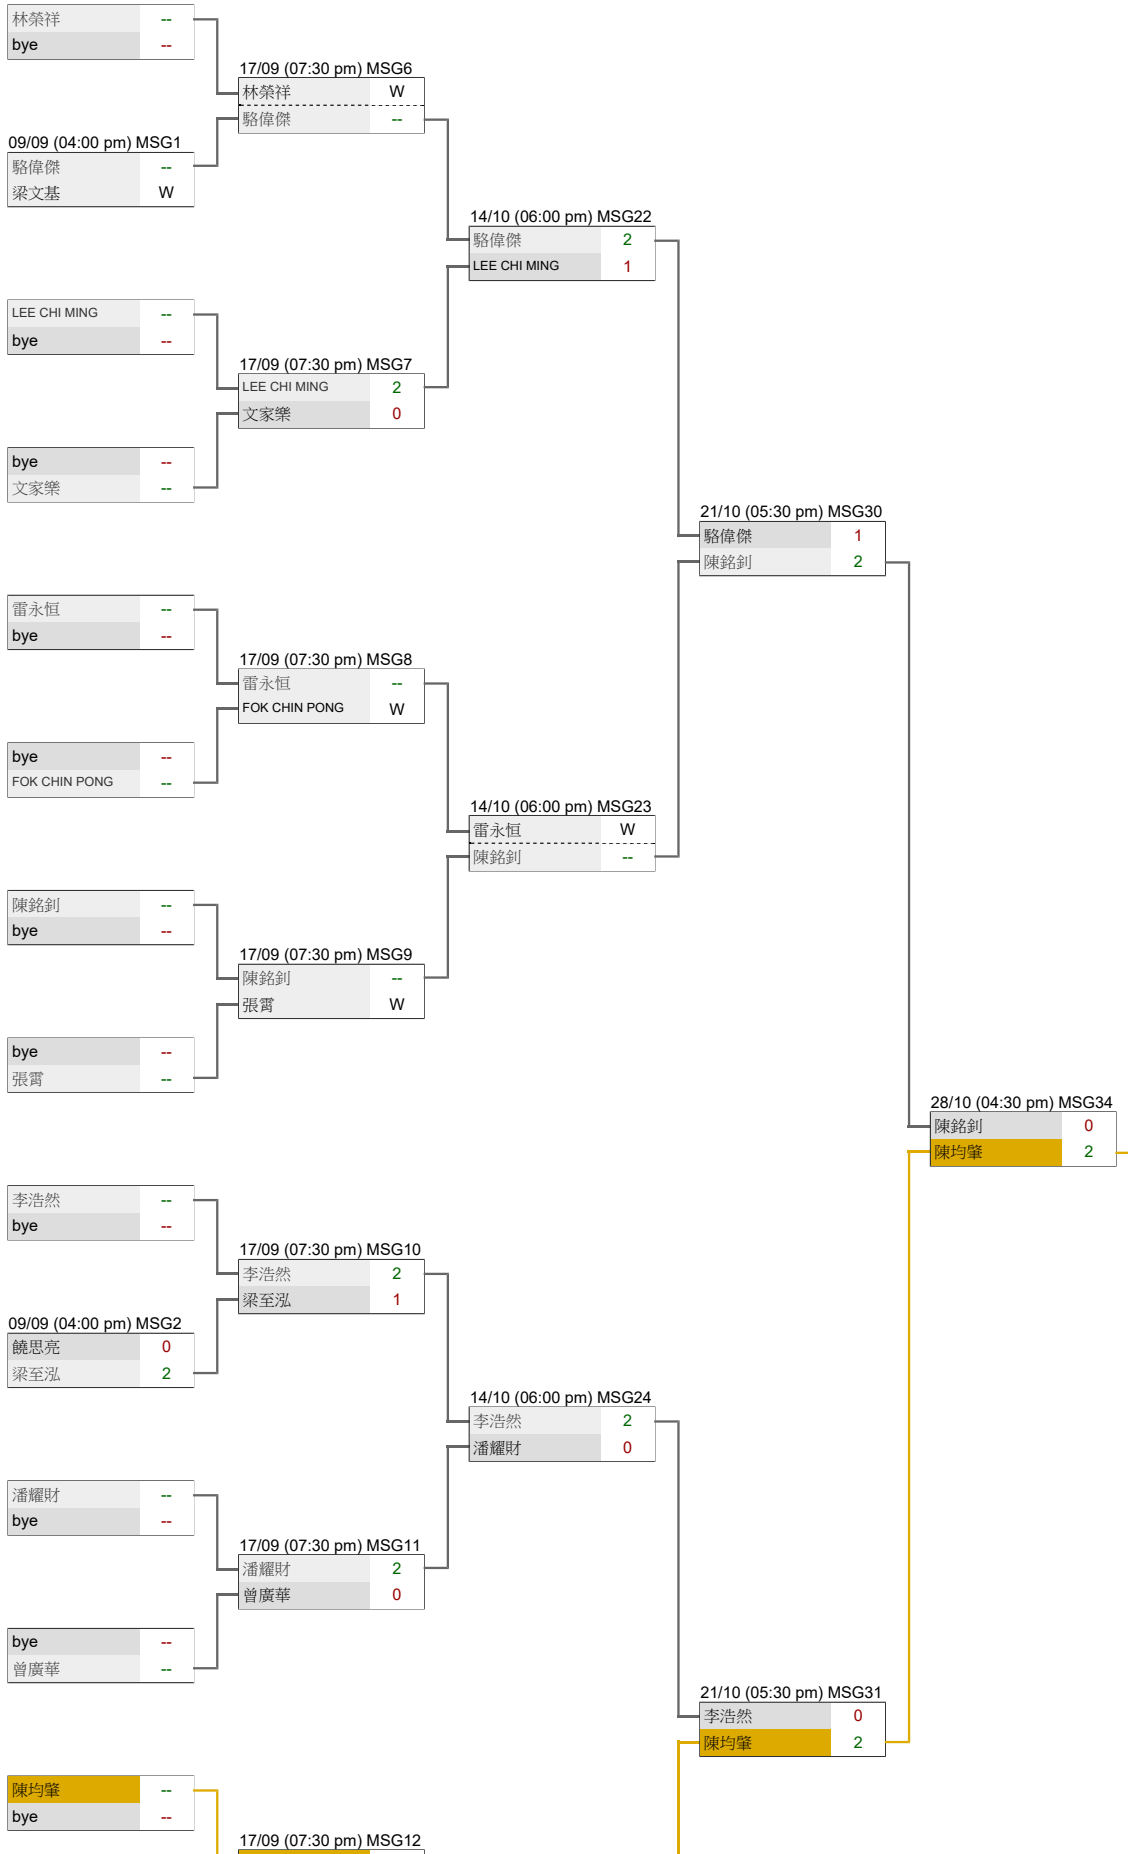 林榮祥 --
bye --
17/09 (07:30 pm) MSG6
林榮祥 W
駱偉傑 --
09/09 (04:00 pm) MSG1
駱偉傑 --
梁文基 W
14/10 (06:00 pm) MSG22
駱偉傑 2
LEE CHI MING 1
LEE CHI MING --
bye --
17/09 (07:30 pm) MSG7
LEE CHI MING 2
文家樂 0
bye --
文家樂 --
21/10 (05:30 pm) MSG30
駱偉傑 1
陳銘釗 2
雷永恒 --
bye --
17/09 (07:30 pm) MSG8
雷永恒 --
FOK CHIN PONG W
bye --
FOK CHIN PONG --
14/10 (06:00 pm) MSG23
雷永恒 W
陳銘釗 --
陳銘釗 --
bye --
17/09 (07:30 pm) MSG9
陳銘釗 --
張霄 W
bye --
張霄 --
28/10 (04:30 pm) MSG34
陳銘釗 0
陳均肇 2
李浩然 --
bye --
17/09 (07:30 pm) MSG10
李浩然 2
梁至泓 1
09/09 (04:00 pm) MSG2
饒思亮 0
梁至泓 2
14/10 (06:00 pm) MSG24
李浩然 2
潘耀財 0
潘耀財 --
bye --
17/09 (07:30 pm) MSG11
潘耀財 2
曾廣華 0
bye --
曾廣華 --
21/10 (05:30 pm) MSG31
李浩然 0
陳均肇 2
陳均肇 --
bye --
17/09 (07:30 pm) MSG12